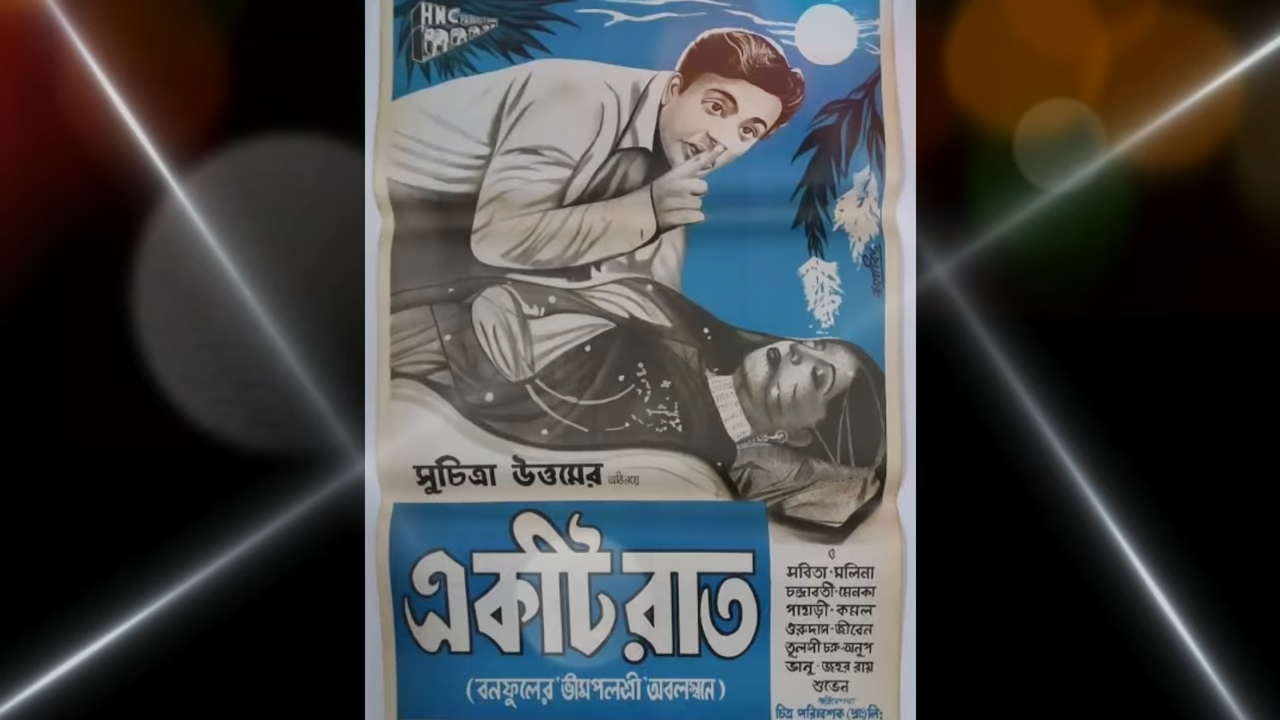 HNC
সুচিত্রা উত্তমের
একটি রাত
(বনফুলের 'ভীমপলশ্রী' অবলম্বনে)
ও
সবিতা·মলিনা
চন্দ্রাবতী·মেনকা
পাহাড়ী·কমল
গুরুদাস·জীবেন
তুলসী চক্র·অনুপ
ভানু·জহর রায়
শুভেন
চিত্র পরিবেশক (প্রাঃ) লিঃ